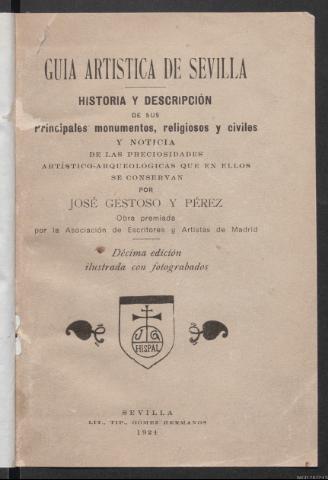 GUIA ARTISTICA DE SEVILLA
HISTORIA Y DESCRIPCIÓN
DE SUS
Principales monumentos, religiosos y civiles
Y NOTICIA
DE LAS PRECIOSIDADES
ARTÍSTICO-ARQUEOLÓGICAS QUE EN ELLOS
SE CONSERVAN
POR
JOSÉ GESTOSO Y PÉREZ
Obra premiada
por la Asociación de Escritores y Artistas de Madrid
Décima edición
ilustrada con fotograbados
J G
HISPAL
SEVILLA
LIT., TIP., GÓMEZ HERMANOS
1924